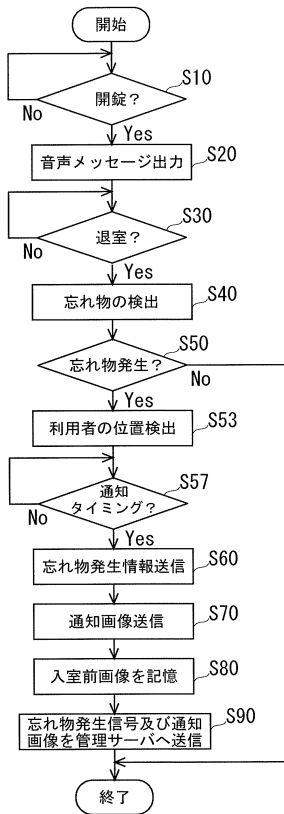 開始
S10
開錠?
No
Yes
S20
音声メッセージ出力
S30
退室?
No
Yes
S40
忘れ物の検出
S50
忘れ物発生?
No
Yes
S53
利用者の位置検出
S57
通知
タイミング?
No
Yes
S60
忘れ物発生情報送信
S70
通知画像送信
S80
入室前画像を記憶
S90
忘れ物発生信号及び通知
画像を管理サーバへ送信
終了